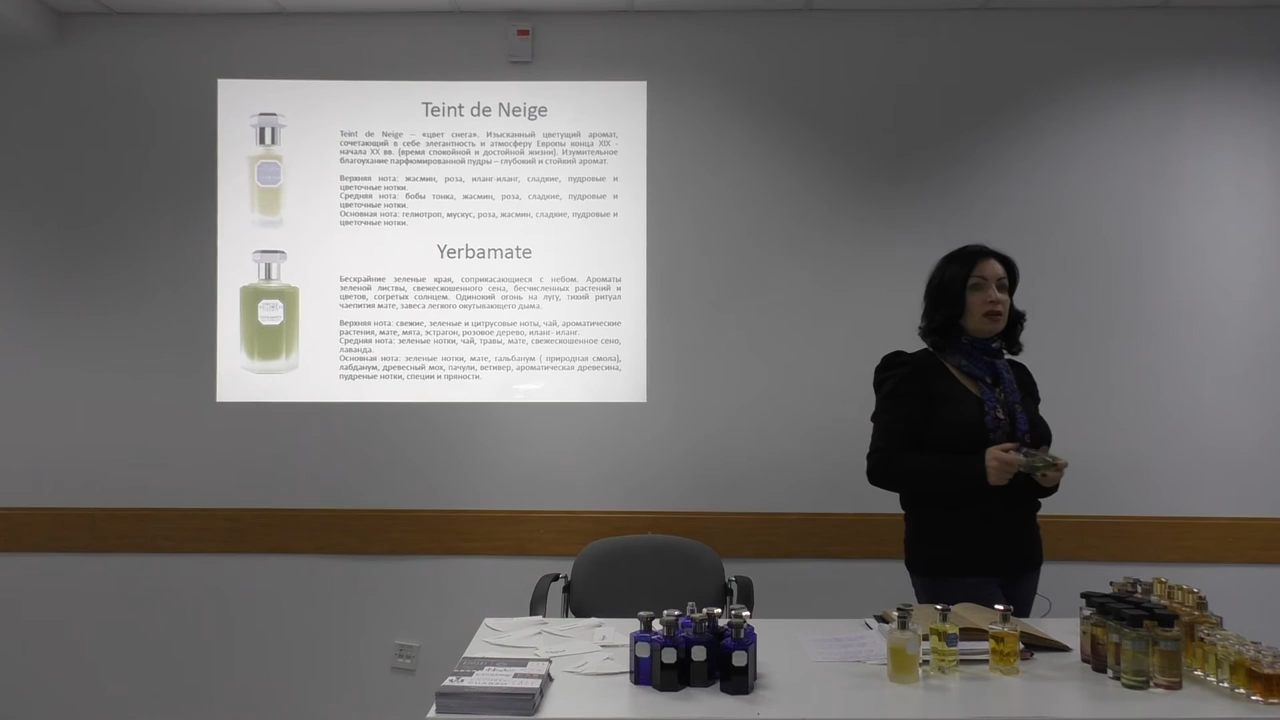 Teint de Neige
Teint de Neige – «цвет снега». Изысканный цветущий аромат,
сочетающий в себе элегантность и атмосферу Европы конца XIX -
начала XX вв. (время спокойной и достойной жизни). Изумительное
благоухание парфюмированной пудры – глубокий и стойкий аромат.
Верхняя нота: жасмин, роза, иланг-иланг, сладкие, пудровые и
цветочные нотки.
Средняя нота: бобы тонка, жасмин, роза, сладкие, пудровые и
цветочные нотки.
Основная нота: гелиотроп, мускус, роза, жасмин, сладкие, пудровые и
цветочные нотки.
Yerbamate
Бескрайние зеленые края, соприкасающиеся с небом. Ароматы
зеленой листвы, свежескошенного сена, бесчисленных растений и
цветов, согретых солнцем. Одинокий огонь на лугу, тихий ритуал
чаепития мате, завеса легкого окутывающего дыма.
Верхняя нота: свежие, зеленые и цитрусовые ноты, чай, ароматические
растения, мате, мята, эстрагон, розовое дерево, иланг- иланг.
Средняя нота: зеленые нотки, чай, травы, мате, свежескошенное сено,
лаванда.
Основная нота: зеленые нотки, мате, гальбанум ( природная смола),
лабданум, древесный мох, пачули, ветивер, ароматическая древесина,
пудреные нотки, специи и пряности.